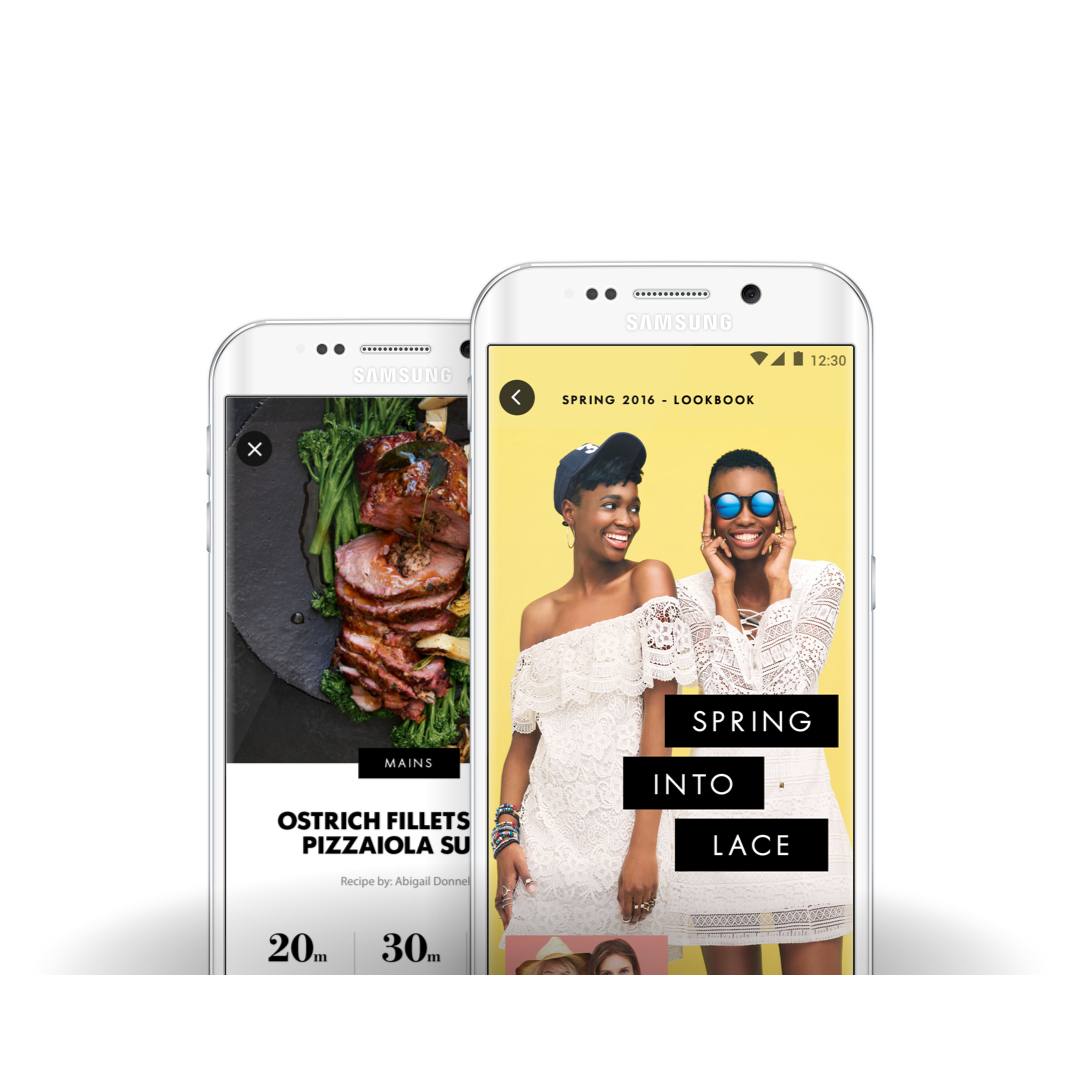 SAMSUNG
MAINS
OSTRICH FILLETS
PIZZAIOLA SU
Recipe by: Abigail Donnel
20m
30m
SAMSUNG
12:30
SPRING 2016 - LOOKBOOK
SPRING
INTO
LACE